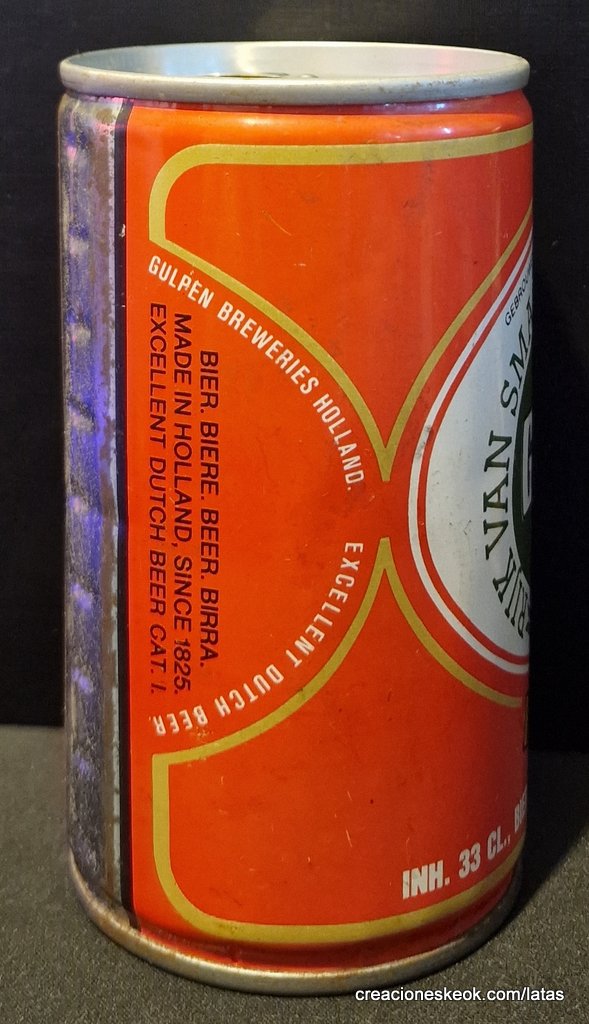 GULPEN BREWERIES HOLLAND.
EXCELLENT DUTCH BEER.
BIER. BIERE. BEER. BIRRA.
MADE IN HOLLAND, SINCE 1825.
EXCELLENT DUTCH BEER CAT. I.
VAN
INH. 33 CL.,
creacioneskeok.com/latas